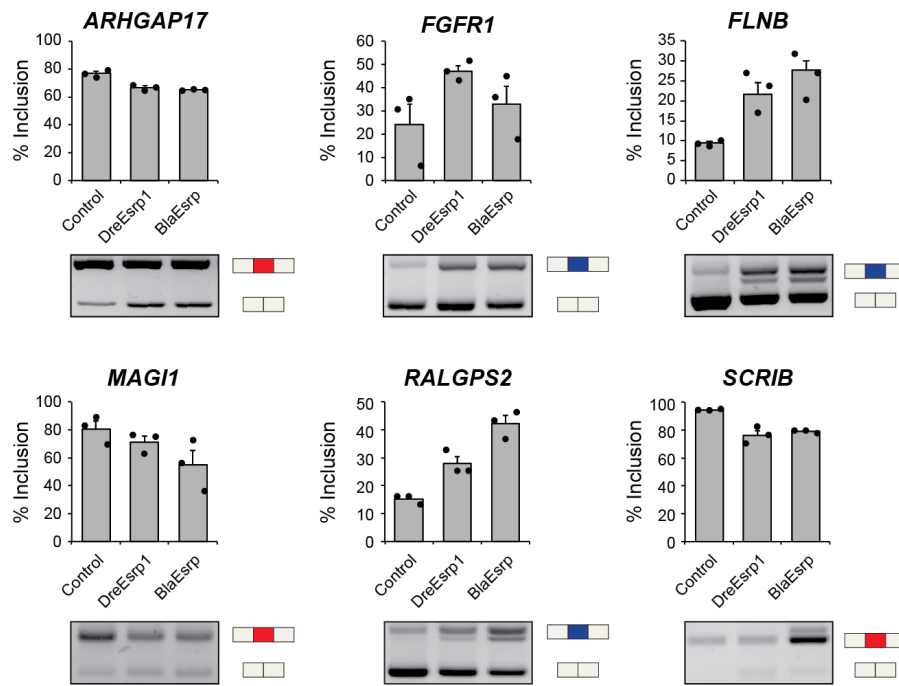 ARHGAP17
% Inclusion
100
80
60
40
20
0
Control
DreEsrp1
BlaEsrp
FGFR1
% Inclusion
60
50
40
30
20
10
0
Control
DreEsrp1
BlaEsrp
FLNB
% Inclusion
35
30
25
20
15
10
5
0
Control
DreEsrp1
BlaEsrp
MAGI1
% Inclusion
100
80
60
40
20
0
Control
DreEsrp1
BlaEsrp
RALGPS2
% Inclusion
50
40
30
20
10
0
Control
DreEsrp1
BlaEsrp
SCRIB
% Inclusion
100
80
60
40
20
0
Control
DreEsrp1
BlaEsrp